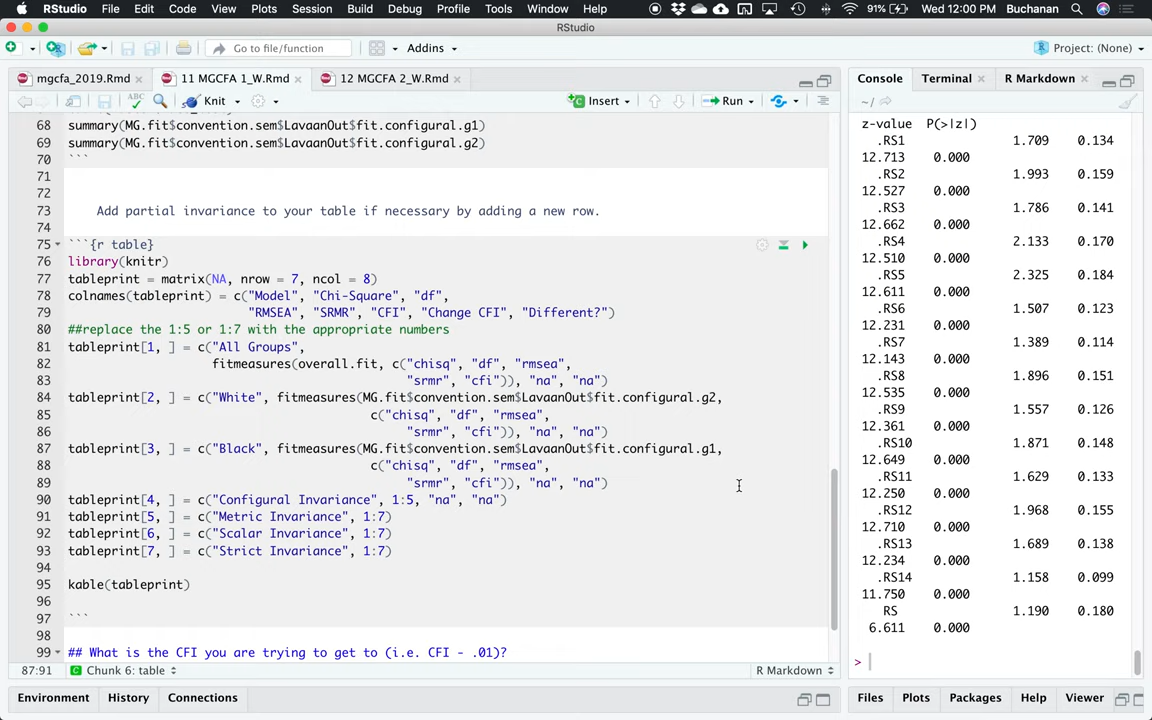 RStudio File Edit Code View Plots Session Build Debug Profile Tools Window Help 91% Wed 12:00 PM Buchanan
RStudio
Go to file/function Addins Project: (None)
mgcfa_2019.Rmd 11 MGCFA 1_W.Rmd 12 MGCFA 2_W.Rmd
ABC Knit Insert Run
68 summary(MG.fit$convention.sem$LavaanOut$fit.configural.g1)
69 summary(MG.fit$convention.sem$LavaanOut$fit.configural.g2)
70 ```
71
72
73 Add partial invariance to your table if necessary by adding a new row.
74
75 ```{r table}
76 library(knitr)
77 tableprint = matrix(NA, nrow = 7, ncol = 8)
78 colnames(tableprint) = c("Model", "Chi-Square", "df",
79 "RMSEA", "SRMR", "CFI", "Change CFI", "Different?")
80 ##replace the 1:5 or 1:7 with the appropriate numbers
81 tableprint[1, ] = c("All Groups",
82 fitmeasures(overall.fit, c("chisq", "df", "rmsea",
83 "srmr", "cfi")), "na", "na")
84 tableprint[2, ] = c("White", fitmeasures(MG.fit$convention.sem$LavaanOut$fit.configural.g2,
85 c("chisq", "df", "rmsea",
86 "srmr", "cfi")), "na", "na")
87 tableprint[3, ] = c("Black", fitmeasures(MG.fit$convention.sem$LavaanOut$fit.configural.g1,
88 c("chisq", "df", "rmsea",
89 "srmr", "cfi")), "na", "na")
90 tableprint[4, ] = c("Configural Invariance", 1:5, "na", "na")
91 tableprint[5, ] = c("Metric Invariance", 1:7)
92 tableprint[6, ] = c("Scalar Invariance", 1:7)
93 tableprint[7, ] = c("Strict Invariance", 1:7)
94
95 kable(tableprint)
96
97 ```
98
99 ## What is the CFI you are trying to get to (i.e. CFI - .01)?
87:91 Chunk 6: table R Markdown
Environment History Connections
Console Terminal R Markdown
~/
z-value P(>|z|)
.RS1 1.709 0.134
12.713 0.000
.RS2 1.993 0.159
12.527 0.000
.RS3 1.786 0.141
12.662 0.000
.RS4 2.133 0.170
12.510 0.000
.RS5 2.325 0.184
12.611 0.000
.RS6 1.507 0.123
12.231 0.000
.RS7 1.389 0.114
12.143 0.000
.RS8 1.896 0.151
12.535 0.000
.RS9 1.557 0.126
12.361 0.000
.RS10 1.871 0.148
12.649 0.000
.RS11 1.629 0.133
12.250 0.000
.RS12 1.968 0.155
12.710 0.000
.RS13 1.689 0.138
12.234 0.000
.RS14 1.158 0.099
11.750 0.000
RS 1.190 0.180
6.611 0.000
>
Files Plots Packages Help Viewer